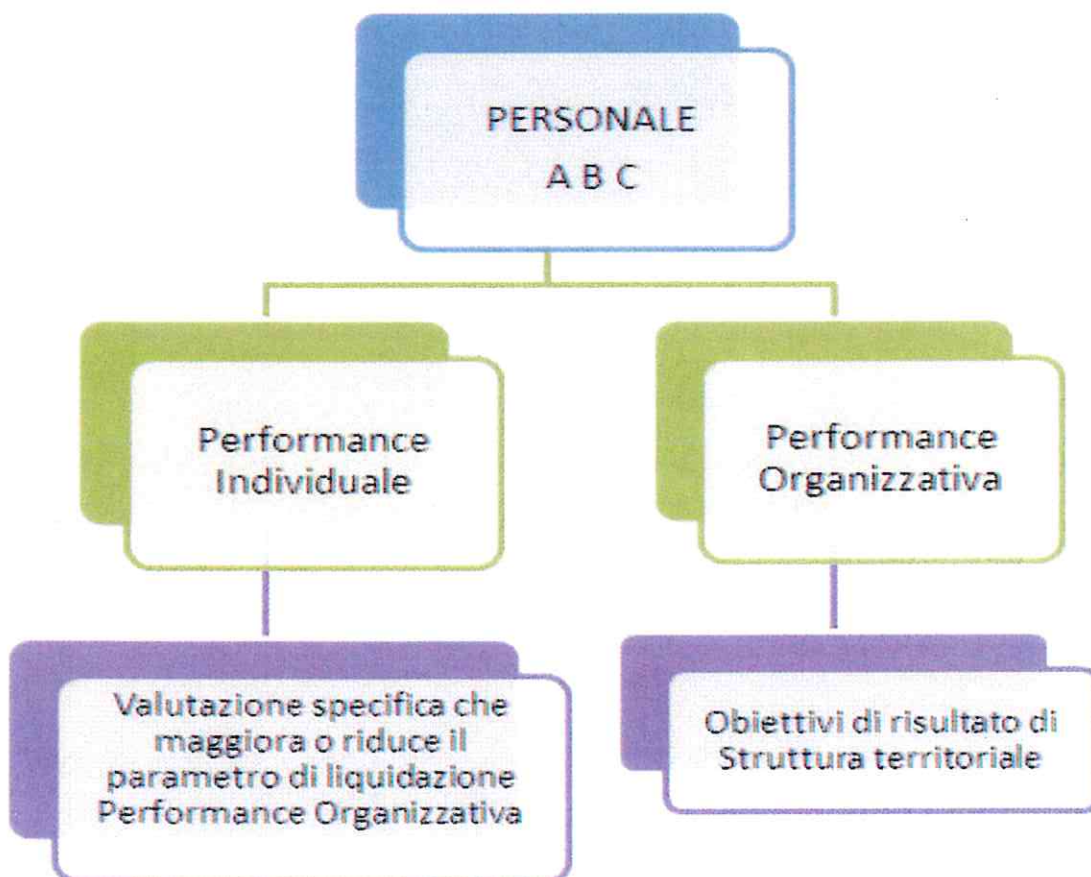 PERSONALE
A B C
Performance
Individuale
Performance
Organizzativa
Valutazione specifica che
maggiora o riduce il
parametro di liquidazione
Performance Organizzativa
Obiettivi di risultato di
Struttura territoriale